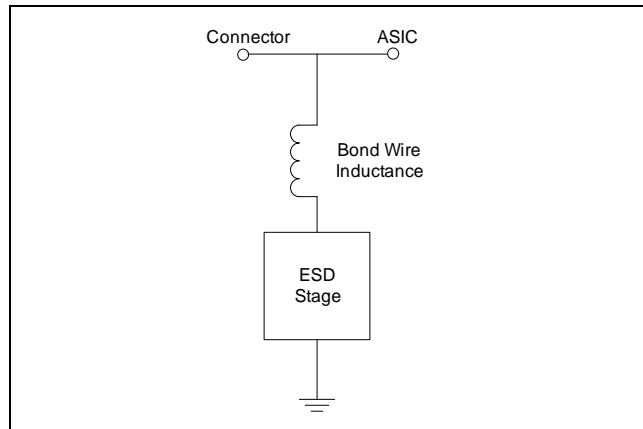 Connector
ASIC
Bond Wire
Inductance
ESD
Stage